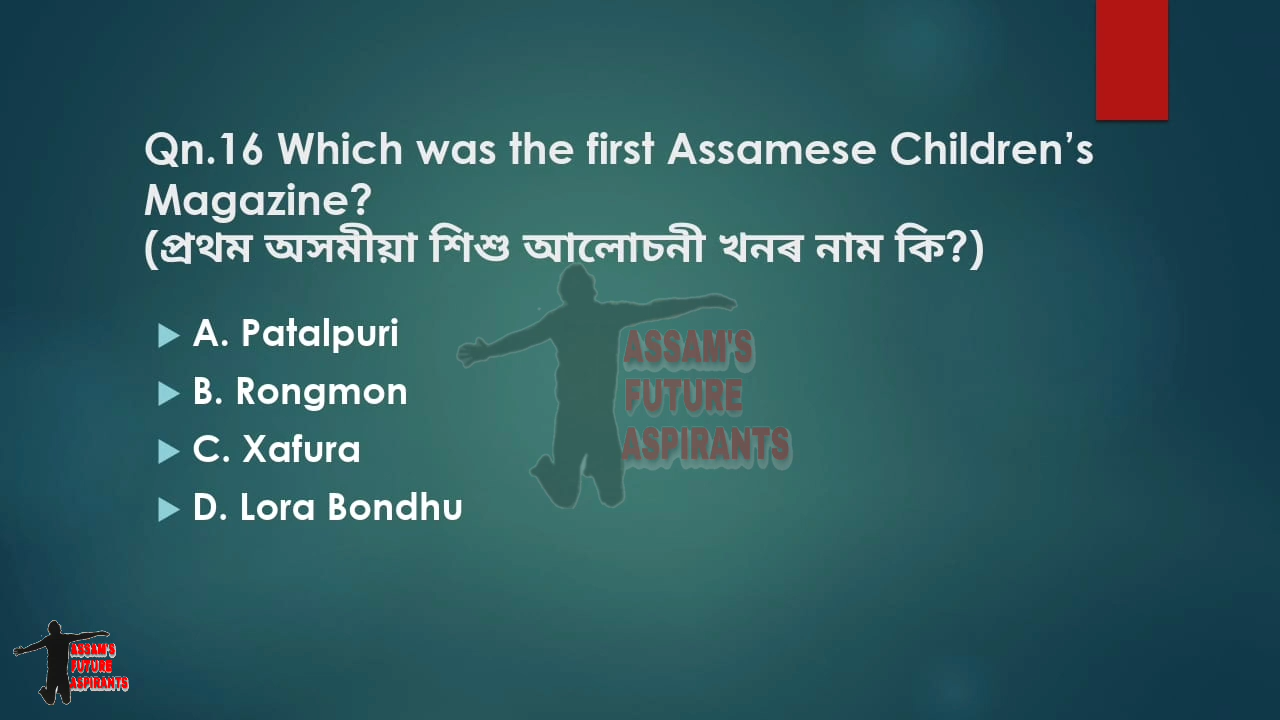 Qn.16 Which was the first Assamese Children’s
Magazine?
(প্ৰথম অসমীয়া শিশু আলোচনী খনৰ নাম কি?)
A. Patalpuri
B. Rongmon
C. Xafura
D. Lora Bondhu
ASSAM'S
FUTURE
ASPIRANTS
ASSAM'S
FUTURE
ASPIRANTS